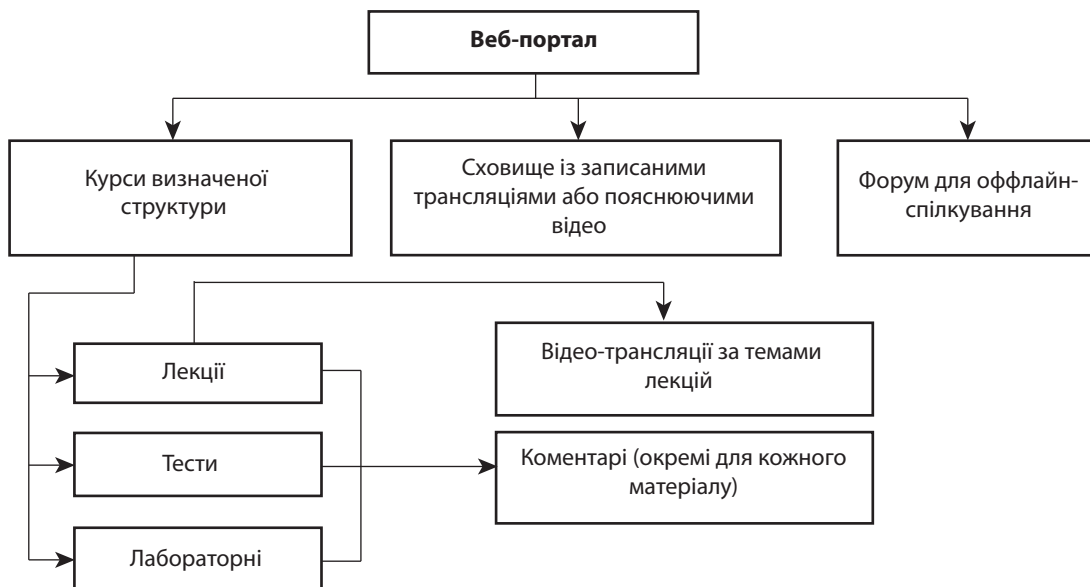 Веб-портал
Курси визначеної
структури
Сховище із записаними
трансляціями або пояснюючими
відео
Форум для оффлайн-
спілкування
Лекції
Відео-трансляції за темами
лекцій
Тести
Коментарі (окремі для кожного
матеріалу)
Лабораторні